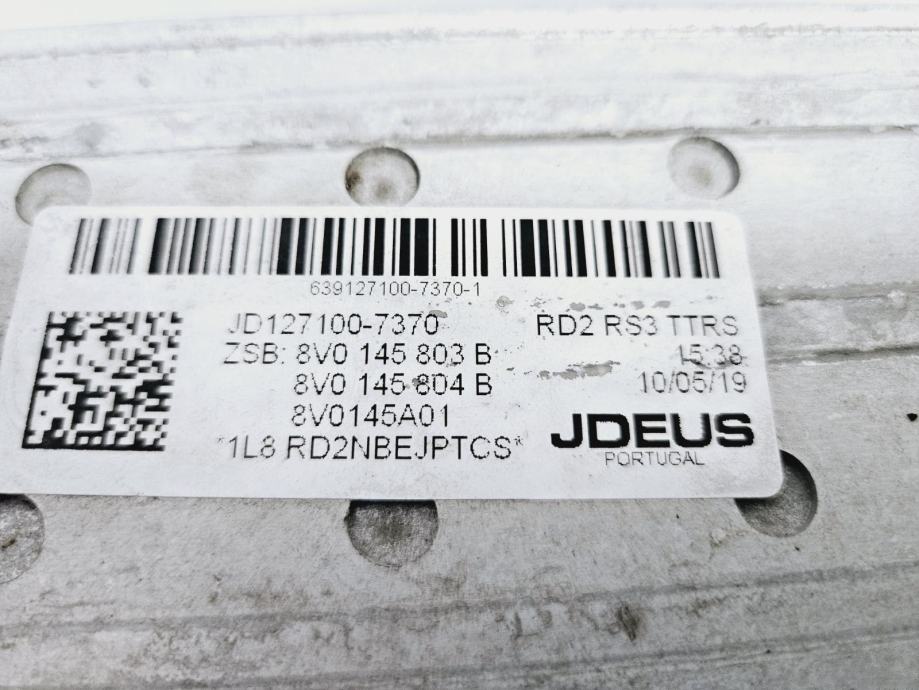 639127100-7370-1
JD127100-7370 RD2 RS3 TTRS
ZSB: 8V0 145 803 B 15:38
8V0 145 804 B 10/05/19
8V0145A01
*1L8 RD2NBEJPTCS*
JDEUS
PORTUGAL